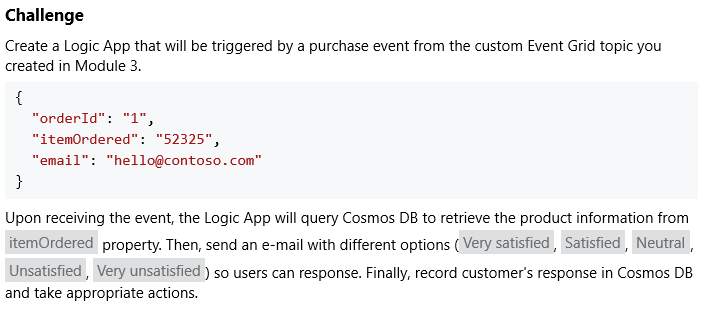 Challenge
Create a Logic App that will be triggered by a purchase event from the custom Event Grid topic you
created in Module 3.
{
  "orderId": "1",
  "itemOrdered": "52325",
  "email": "hello@contoso.com"
}
Upon receiving the event, the Logic App will query Cosmos DB to retrieve the product information from
itemOrdered property. Then, send an e-mail with different options ( Very satisfied , Satisfied , Neutral ,
Unsatisfied , Very unsatisfied ) so users can response. Finally, record customer's response in Cosmos DB
and take appropriate actions.